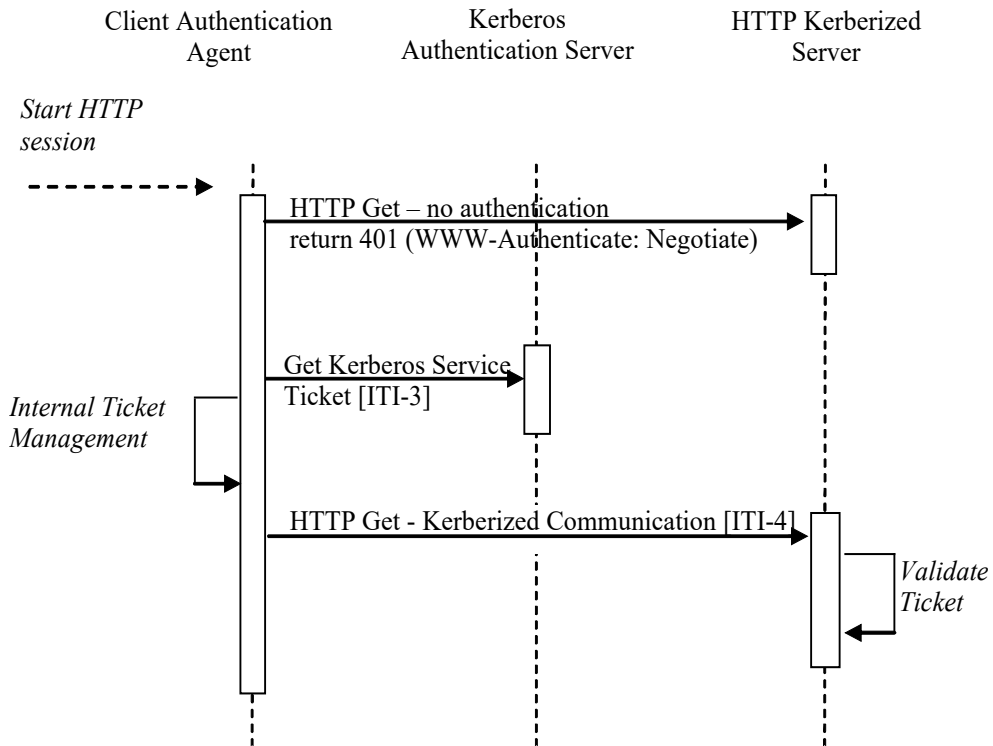 Client Authentication
Agent
Kerberos
Authentication Server
HTTP Kerberized
Server
Start HTTP
session
HTTP Get – no authentication
return 401 (WWW-Authenticate: Negotiate)
Get Kerberos Service
Ticket [ITI-3]
Internal Ticket
Management
HTTP Get - Kerberized Communication [ITI-4]
Validate
Ticket